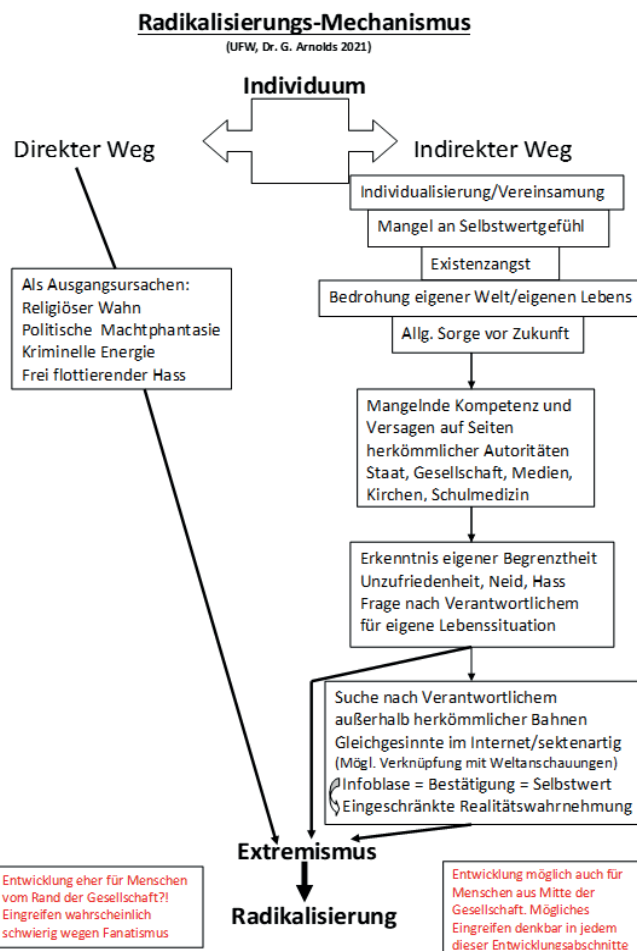 Radikalisierungs-Mechanismus
(UFW, Dr. G. Arnolds 2021)
Individuum
Direkter Weg
Indirekter Weg
Individualisierung/Vereinsamung
Mangel an Selbstwertgefühl
Existenzangst
Bedrohung eigener Welt/eigenen Lebens
Allg. Sorge vor Zukunft
Als Ausgangsursachen:
Religiöser Wahn
Politische Machtphantasie
Kriminelle Energie
Frei flottierender Hass
Mangelnde Kompetenz und
Versagen auf Seiten
herkömmlicher Autoritäten
Staat, Gesellschaft, Medien,
Kirchen, Schulmedizin
Erkenntnis eigener Begrenztheit
Unzufriedenheit, Neid, Hass
Frage nach Verantwortlichem
für eigene Lebenssituation
Suche nach Verantwortlichem
außerhalb herkömmlicher Bahnen
Gleichgesinnte im Internet/sektenartig
(Mögl. Verknüpfung mit Weltanschauungen)
Infoblase = Bestätigung = Selbstwert
Eingeschränkte Realitätswahrnehmung
Extremismus
Radikalisierung
Entwicklung eher für Menschen
vom Rand der Gesellschaft?!
Eingreifen wahrscheinlich
schwierig wegen Fanatismus
Entwicklung möglich auch für
Menschen aus Mitte der
Gesellschaft. Mögliches
Eingreifen denkbar in jedem
dieser Entwicklungsabschnitte